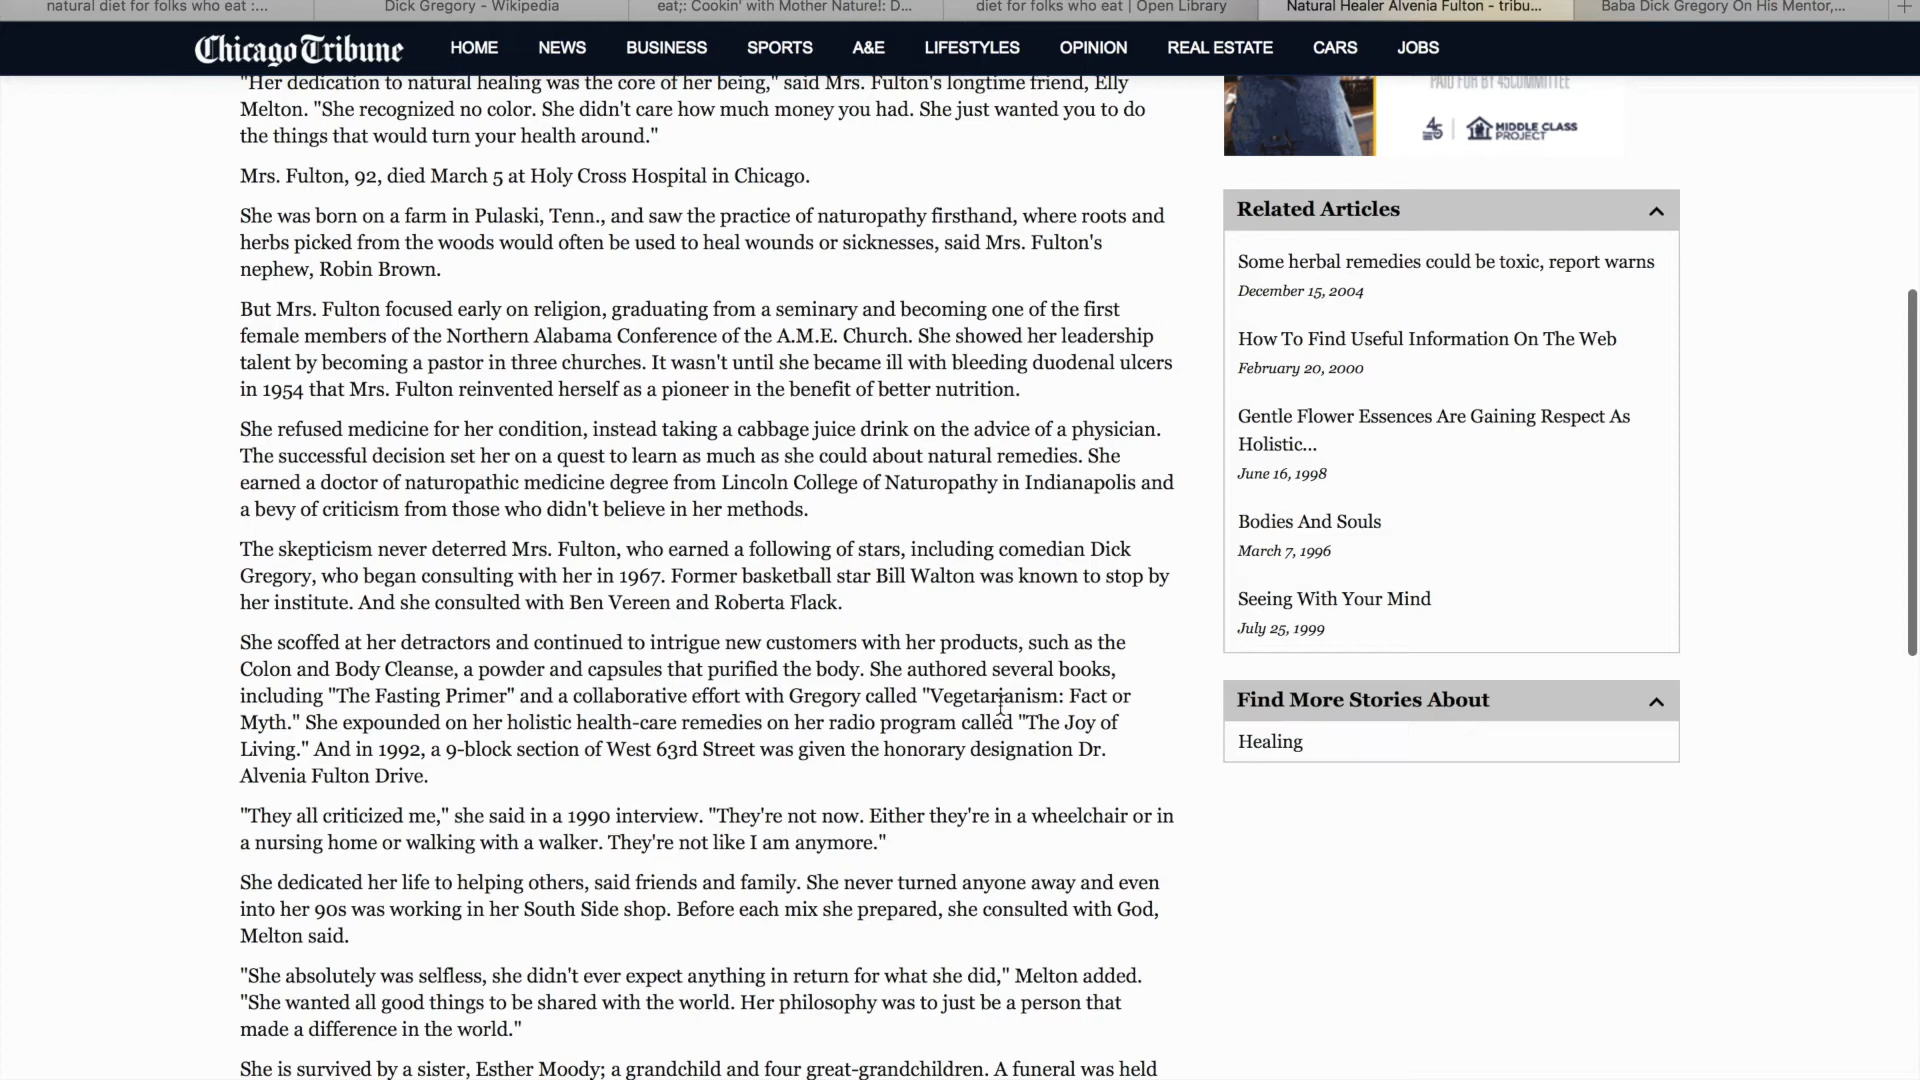 natural diet for folks who eat :...
Dick Gregory - Wikipedia
eat;: Cookin' with Mother Nature!: D...
diet for folks who eat | Open Library
Natural Healer Alvenia Fulton - tribu...
Baba Dick Gregory On His Mentor,...
Chicago Tribune
HOME NEWS BUSINESS SPORTS A&E LIFESTYLES OPINION REAL ESTATE CARS JOBS
"Her dedication to natural healing was the core of her being," said Mrs. Fulton's longtime friend, Elly
Melton. "She recognized no color. She didn't care how much money you had. She just wanted you to do
the things that would turn your health around."
Mrs. Fulton, 92, died March 5 at Holy Cross Hospital in Chicago.
She was born on a farm in Pulaski, Tenn., and saw the practice of naturopathy firsthand, where roots and
herbs picked from the woods would often be used to heal wounds or sicknesses, said Mrs. Fulton's
nephew, Robin Brown.
But Mrs. Fulton focused early on religion, graduating from a seminary and becoming one of the first
female members of the Northern Alabama Conference of the A.M.E. Church. She showed her leadership
talent by becoming a pastor in three churches. It wasn't until she became ill with bleeding duodenal ulcers
in 1954 that Mrs. Fulton reinvented herself as a pioneer in the benefit of better nutrition.
She refused medicine for her condition, instead taking a cabbage juice drink on the advice of a physician.
The successful decision set her on a quest to learn as much as she could about natural remedies. She
earned a doctor of naturopathic medicine degree from Lincoln College of Naturopathy in Indianapolis and
a bevy of criticism from those who didn't believe in her methods.
The skepticism never deterred Mrs. Fulton, who earned a following of stars, including comedian Dick
Gregory, who began consulting with her in 1967. Former basketball star Bill Walton was known to stop by
her institute. And she consulted with Ben Vereen and Roberta Flack.
She scoffed at her detractors and continued to intrigue new customers with her products, such as the
Colon and Body Cleanse, a powder and capsules that purified the body. She authored several books,
including "The Fasting Primer" and a collaborative effort with Gregory called "Vegetarianism: Fact or
Myth." She expounded on her holistic health-care remedies on her radio program called "The Joy of
Living." And in 1992, a 9-block section of West 63rd Street was given the honorary designation Dr.
Alvenia Fulton Drive.
"They all criticized me," she said in a 1990 interview. "They're not now. Either they're in a wheelchair or in
a nursing home or walking with a walker. They're not like I am anymore."
She dedicated her life to helping others, said friends and family. She never turned anyone away and even
into her 90s was working in her South Side shop. Before each mix she prepared, she consulted with God,
Melton said.
"She absolutely was selfless, she didn't ever expect anything in return for what she did," Melton added.
"She wanted all good things to be shared with the world. Her philosophy was to just be a person that
made a difference in the world."
She is survived by a sister, Esther Moody; a grandchild and four great-grandchildren. A funeral was held
PAID FOR BY 45COMMITTEE
45 MIDDLE CLASS
PROJECT
Related Articles
Some herbal remedies could be toxic, report warns
December 15, 2004
How To Find Useful Information On The Web
February 20, 2000
Gentle Flower Essences Are Gaining Respect As
Holistic...
June 16, 1998
Bodies And Souls
March 7, 1996
Seeing With Your Mind
July 25, 1999
Find More Stories About
Healing